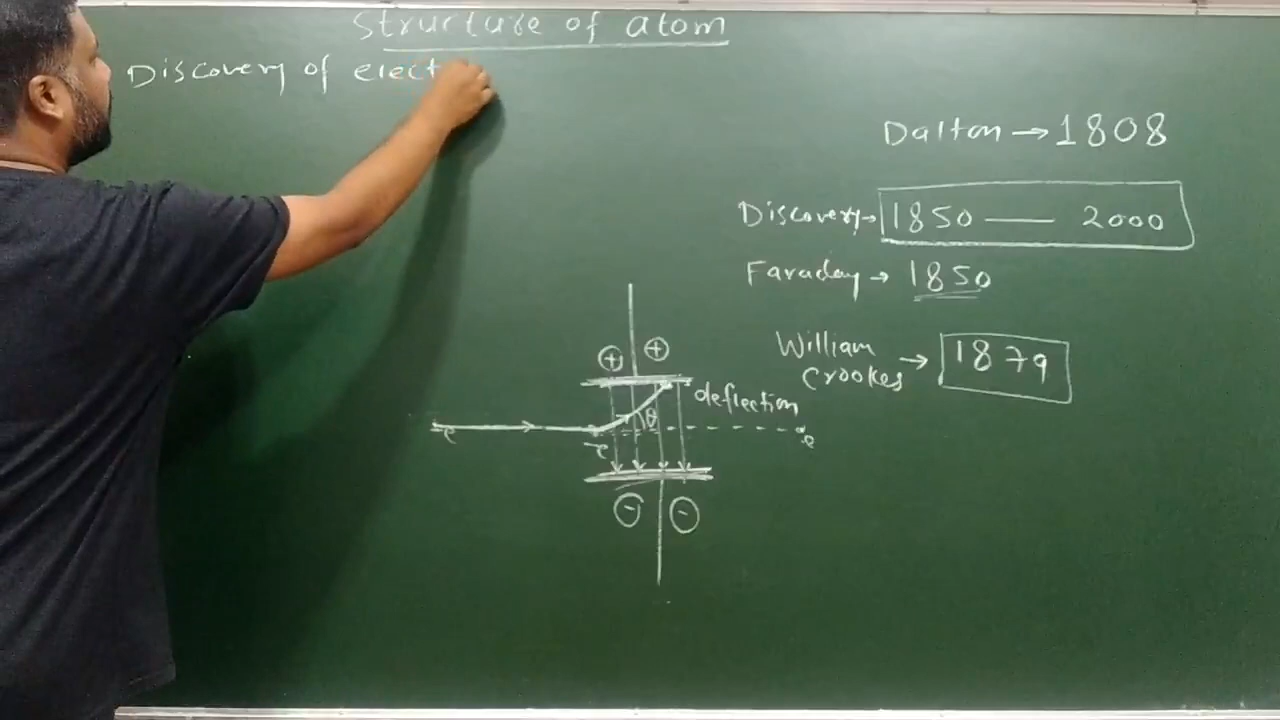 Structure of atom
Discovery of elect
Dalton → 1808
Discovery → 1850 — 2000
Faraday → 1850
William Crookes → 1879
⊕ ⊕
deflection
θ
-e
-e
e
⊖ ⊖